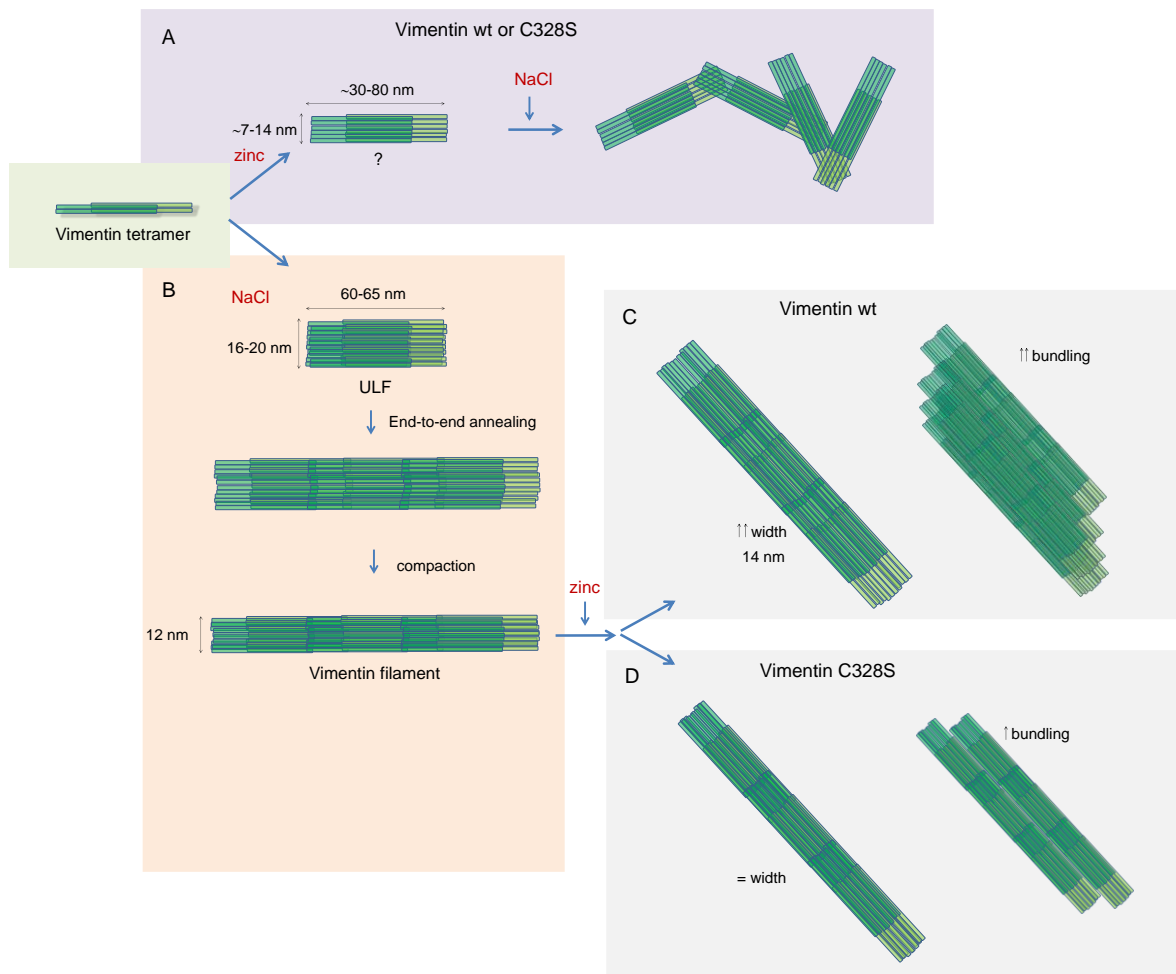 A
Vimentin wt or C328S
NaCl
~30-80 nm
~7-14 nm
zinc
?
Vimentin tetramer
B
NaCl
60-65 nm
16-20 nm
ULF
End-to-end annealing
compaction
12 nm
Vimentin filament
zinc
C
Vimentin wt
↑↑ bundling
↑↑ width
14 nm
D
Vimentin C328S
↑ bundling
= width